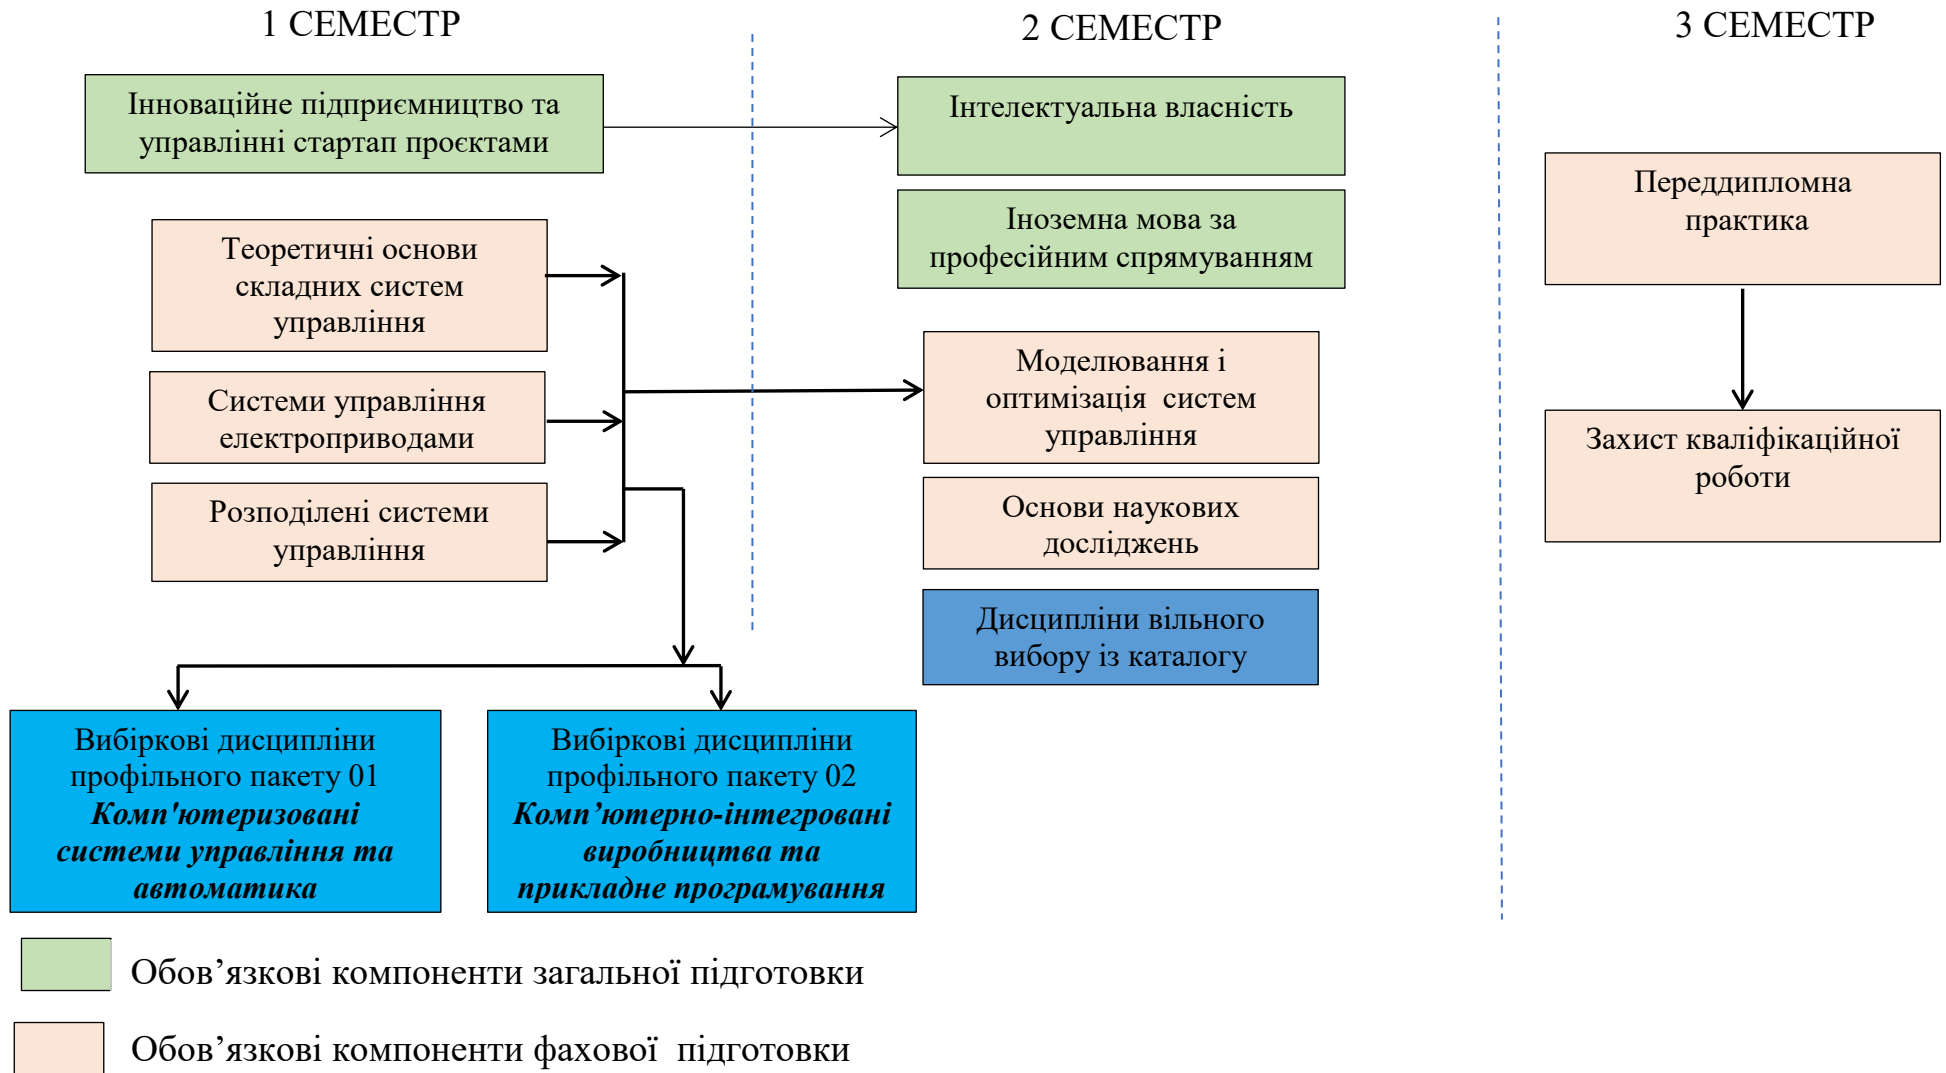 1 СЕМЕСТР
2 СЕМЕСТР
3 СЕМЕСТР
Інноваційне підприємництво та
управлінні стартап проєктами
Інтелектуальна власність
Іноземна мова за
професійним спрямуванням
Переддипломна
практика
Теоретичні основи
складних систем
управління
Системи управління
електроприводами
Розподілені системи
управління
Моделювання і
оптимізація систем
управління
Основи наукових
досліджень
Дисципліни вільного
вибору із каталогу
Захист кваліфікаційної
роботи
Вибіркові дисципліни
профільного пакету 01
Комп'ютеризовані
системи управління та
автоматика
Вибіркові дисципліни
профільного пакету 02
Комп’ютерно-інтегровані
виробництва та
прикладне програмування
Обов’язкові компоненти загальної підготовки
Обов’язкові компоненти фахової підготовки